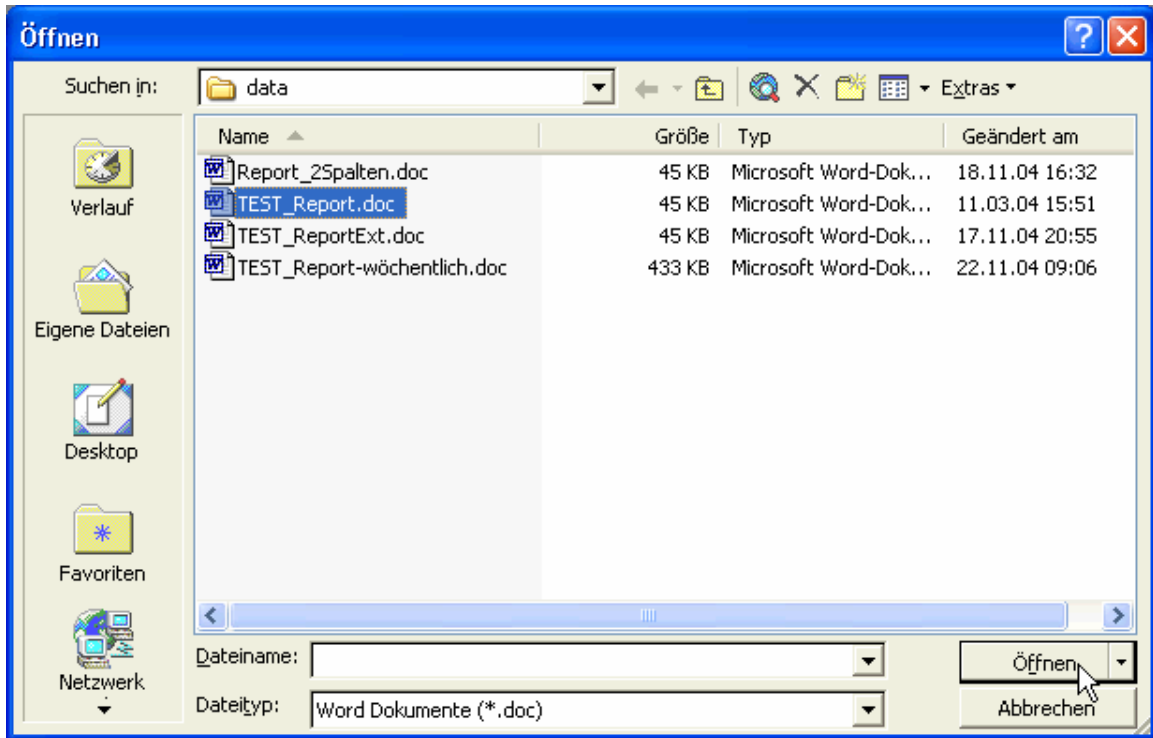 Öffnen
Suchen in: data Extras
Name Größe Typ Geändert am
Report_2Spalten.doc 45 KB Microsoft Word-Dok... 18.11.04 16:32
TEST_Report.doc 45 KB Microsoft Word-Dok... 11.03.04 15:51
TEST_ReportExt.doc 45 KB Microsoft Word-Dok... 17.11.04 20:55
TEST_Report-wöchentlich.doc 433 KB Microsoft Word-Dok... 22.11.04 09:06
Verlauf
Eigene Dateien
Desktop
Favoriten
Netzwerk
Dateiname: Öffnen
Dateityp: Word Dokumente (*.doc) Abbrechen